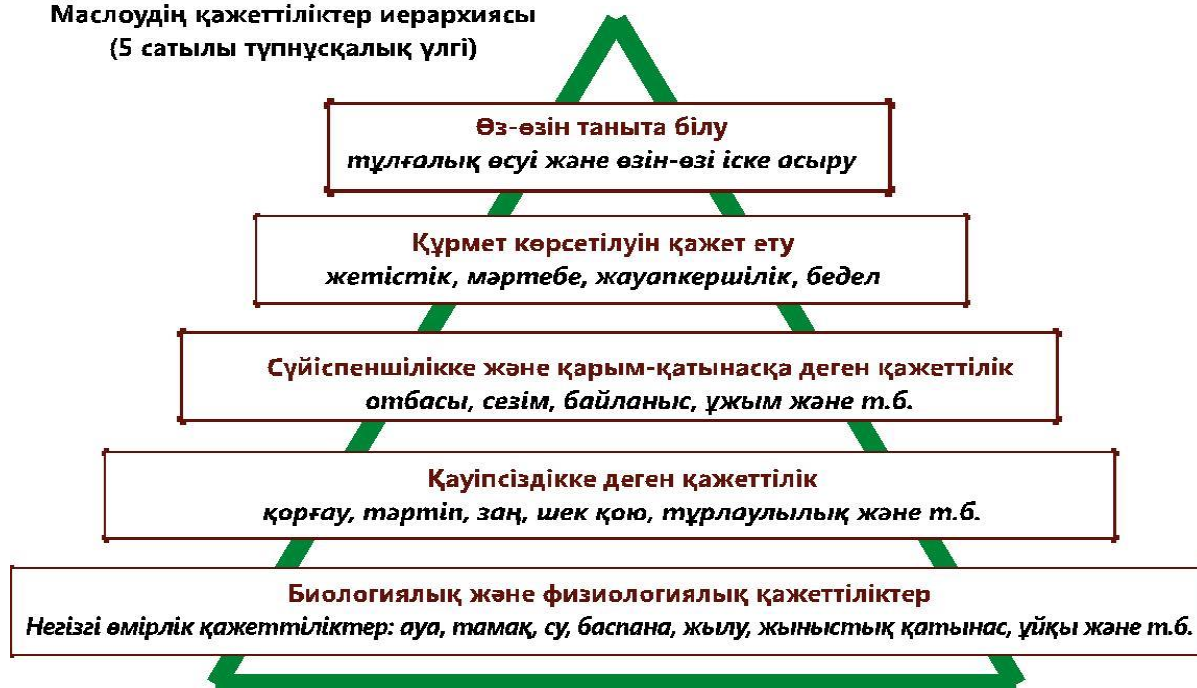 Маслоудің қажеттіліктер иерархиясы
(5 сатылы түпнұсқалық үлгі)
Өз-өзін таныта білу
тұлғалық өсуі және өзін-өзі іске асыру
Құрмет көрсетілуін қажет ету
жетістік, мәртебе, жауапкершілік, бедел
Сүйіспеншілікке және қарым-қатынасқа деген қажеттілік
отбасы, сезім, байланыс, ұжым және т.б.
Қауіпсіздікке деген қажеттілік
қорғау, тәртіп, заң, шек қою, тұрлаулылық және т.б.
Биологиялық және физиологиялық қажеттіліктер
Негізгі өмірлік қажеттіліктер: ауа, тамақ, су, баспана, жылу, жыныстық қатынас, ұйқы және т.б.